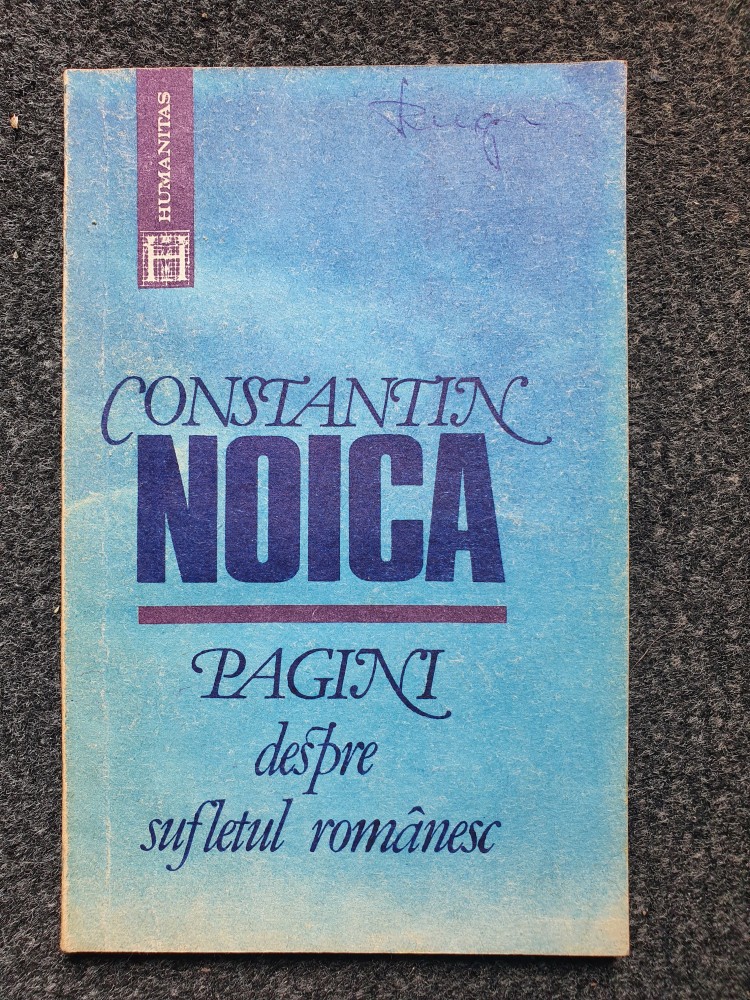 HUMANITAS
H
CONSTANTIN
NOICA
PAGINI
despre
sufletul românesc